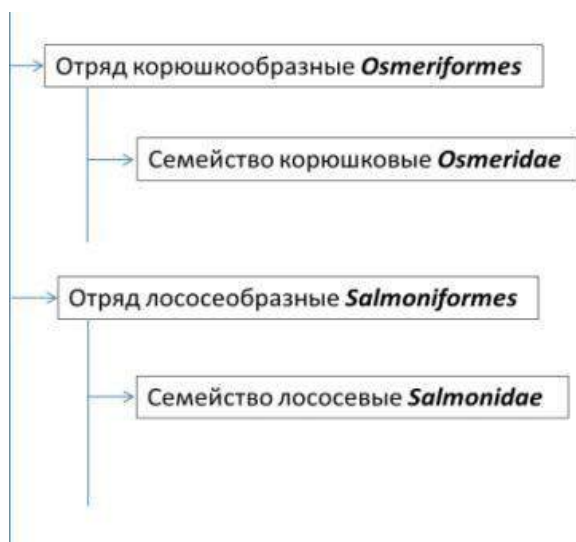 Отряд корюшкообразные Osmeriformes
Семейство корюшковые Osmeridae
Отряд лососеобразные Salmoniformes
Семейство лососевые Salmonidae